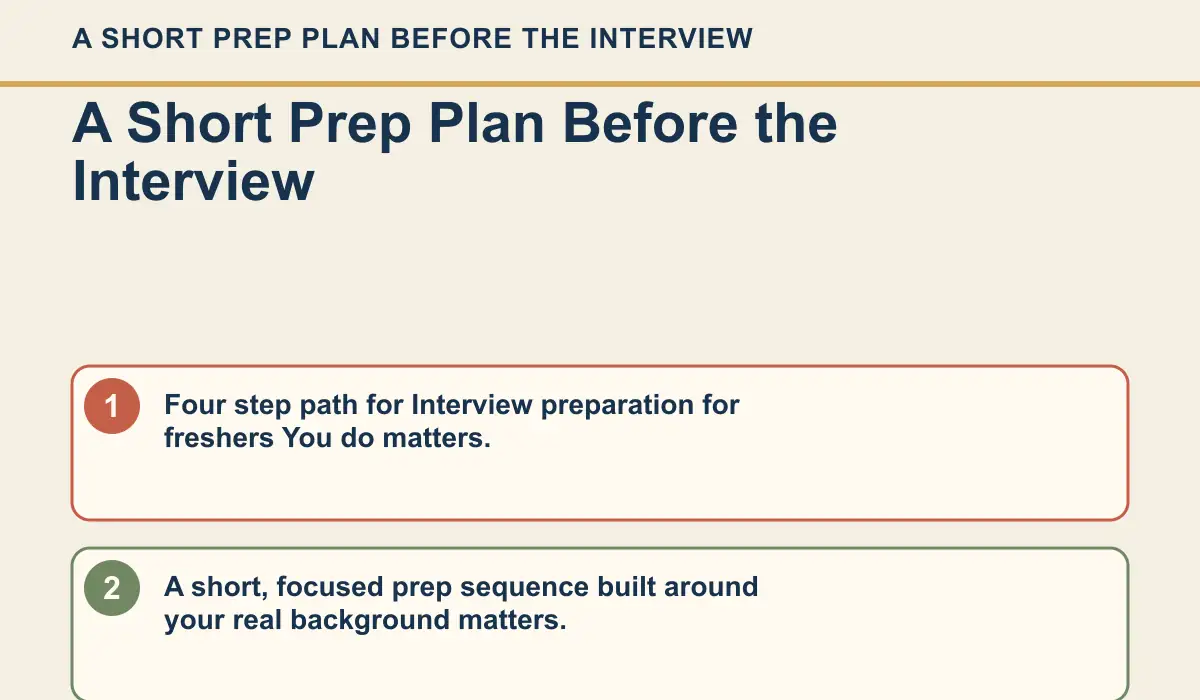 A SHORT PREP PLAN BEFORE THE INTERVIEW
A Short Prep Plan Before the
Interview
1
Four step path for Interview preparation for
freshers You do matters.
2
A short, focused prep sequence built around
your real background matters.